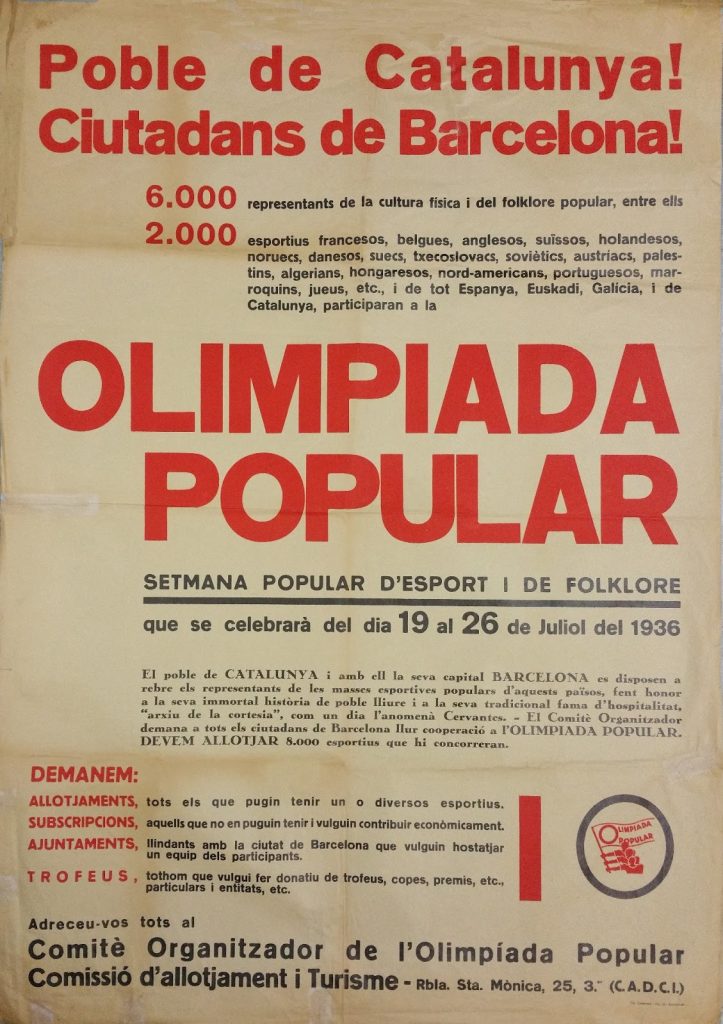 Poble de Catalunya!
Ciutadans de Barcelona!
6.000 representants de la cultura física i del folklore popular, entre ells
2.000 esportius francesos, belgues, anglesos, suïssos, holandesos,
noruecs, danesos, suecs, txecoslovacs, soviètics, austríacs, pales-
tins, algerians, hongaresos, nord-americans, portuguesos, mar-
roquins, jueus, etc., i de tot Espanya, Euskadi, Galícia, i de
Catalunya, participaran a la
OLIMPIADA
POPULAR
SETMANA POPULAR D'ESPORT I DE FOLKLORE
que se celebrarà del dia 19 al 26 de Juliol del 1936
El poble de CATALUNYA i amb ell la seva capital BARCELONA es disposen a
rebre els representants de les masses esportives populars d'aquests països, fent honor
a la seva immortal història de poble lliure i a la seva tradicional fama d'hospitalitat,
"arxiu de la cortesia", com un dia l'anomenà Cervantes. - El Comitè Organitzador
demana a tots els ciutadans de Barcelona llur cooperació a l'OLIMPIADA POPULAR.
DEVEM ALLOTJAR 8.000 esportius que hi concorreran.
DEMANEM:
ALLOTJAMENTS, tots els que pugin tenir un o diversos esportius.
SUBSCRIPCIONS, aquells que no en puguin tenir i vulguin contribuir econòmicament.
AJUNTAMENTS, llindants amb la ciutat de Barcelona que vulguin hostatjar
un equip dels participants.
TROFEUS, tothom que vulgui fer donatiu de trofeus, copes, premis, etc.,
particulars i entitats, etc.
OLIMPIADA
POPULAR
Adreceu-vos tots al
Comitè Organitzador de l'Olimpíada Popular
Comissió d'allotjament i Turisme - Rbla. Sta. Mònica, 25, 3.ᵉʳ (C.A.D.C.I.)